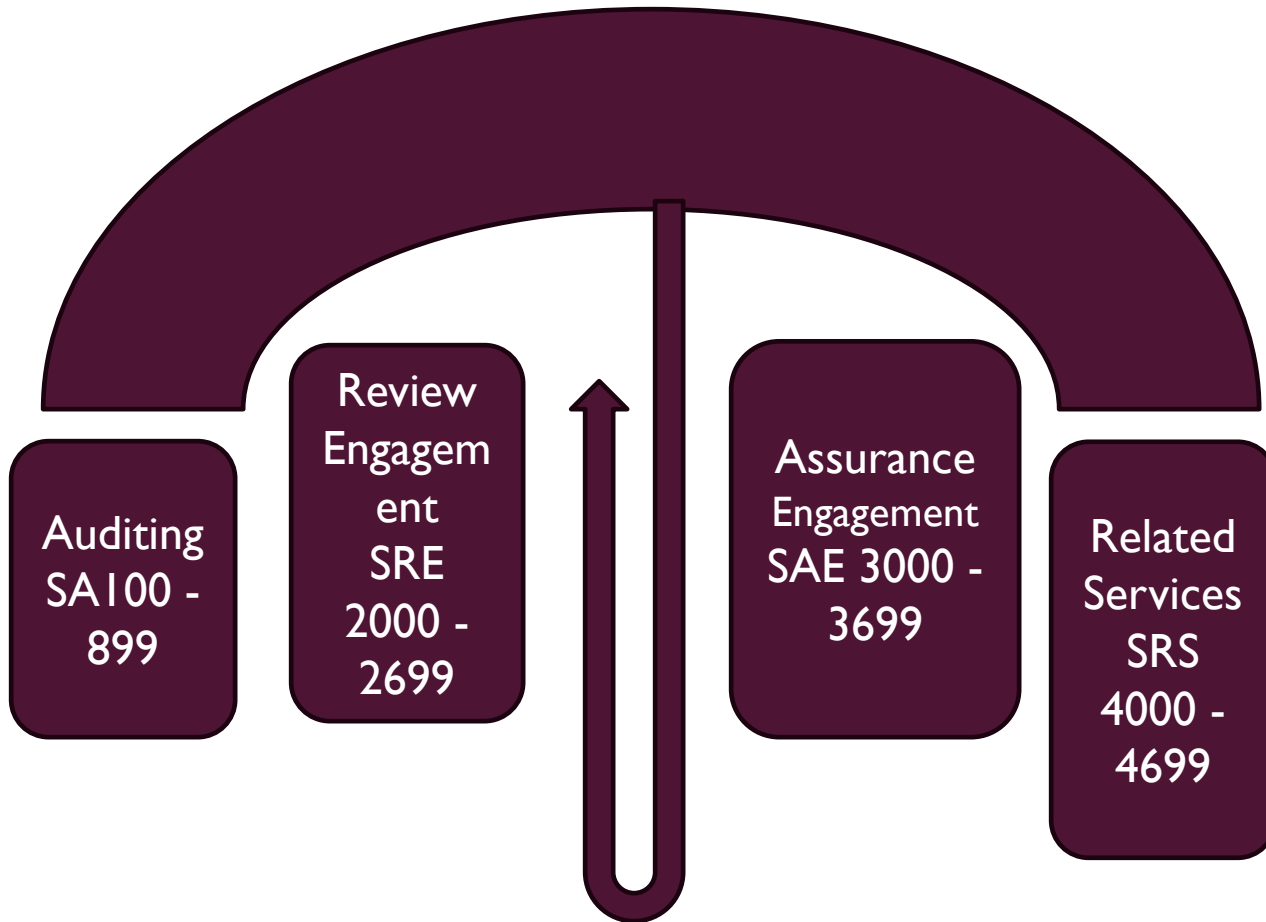 Auditing
SA100 -
899
Review
Engagem
ent
SRE
2000 -
2699
Assurance
Engagement
SAE 3000 -
3699
Related
Services
SRS
4000 -
4699